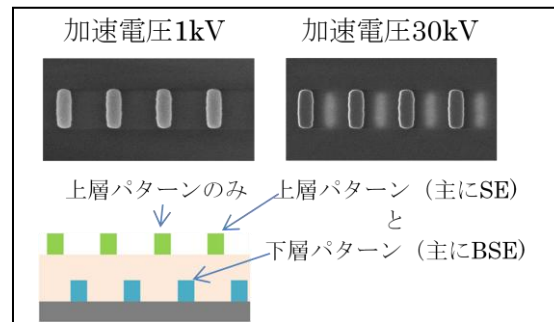 加速電圧1kV
加速電圧30kV
上層パターンのみ
上層パターン（主にSE）
と
下層パターン（主にBSE）